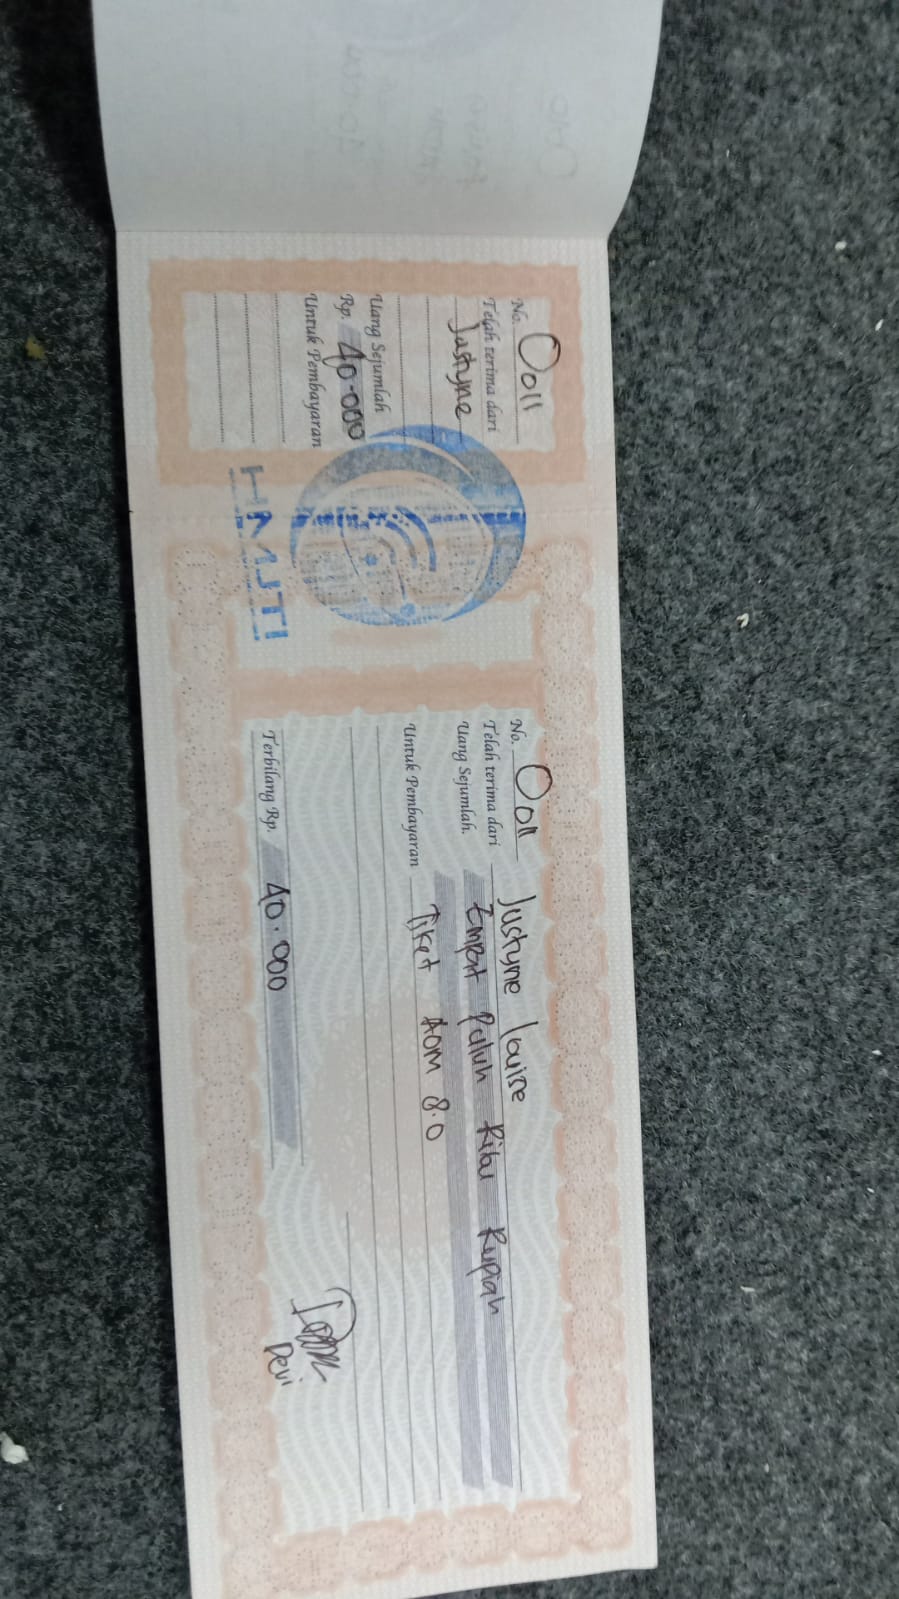 No. 0011
Telah terima dari
Justyne
Uang Sejumlah
Rp. 40.000
Untuk Pembayaran
HMJTI
No. 0011
Telah terima dari Justyne Louise
Uang Sejumlah. Empat Puluh Ribu Rupiah
Untuk Pembayaran Tiket AOM 8.0
Terbilang Rp. 40.000
Devi